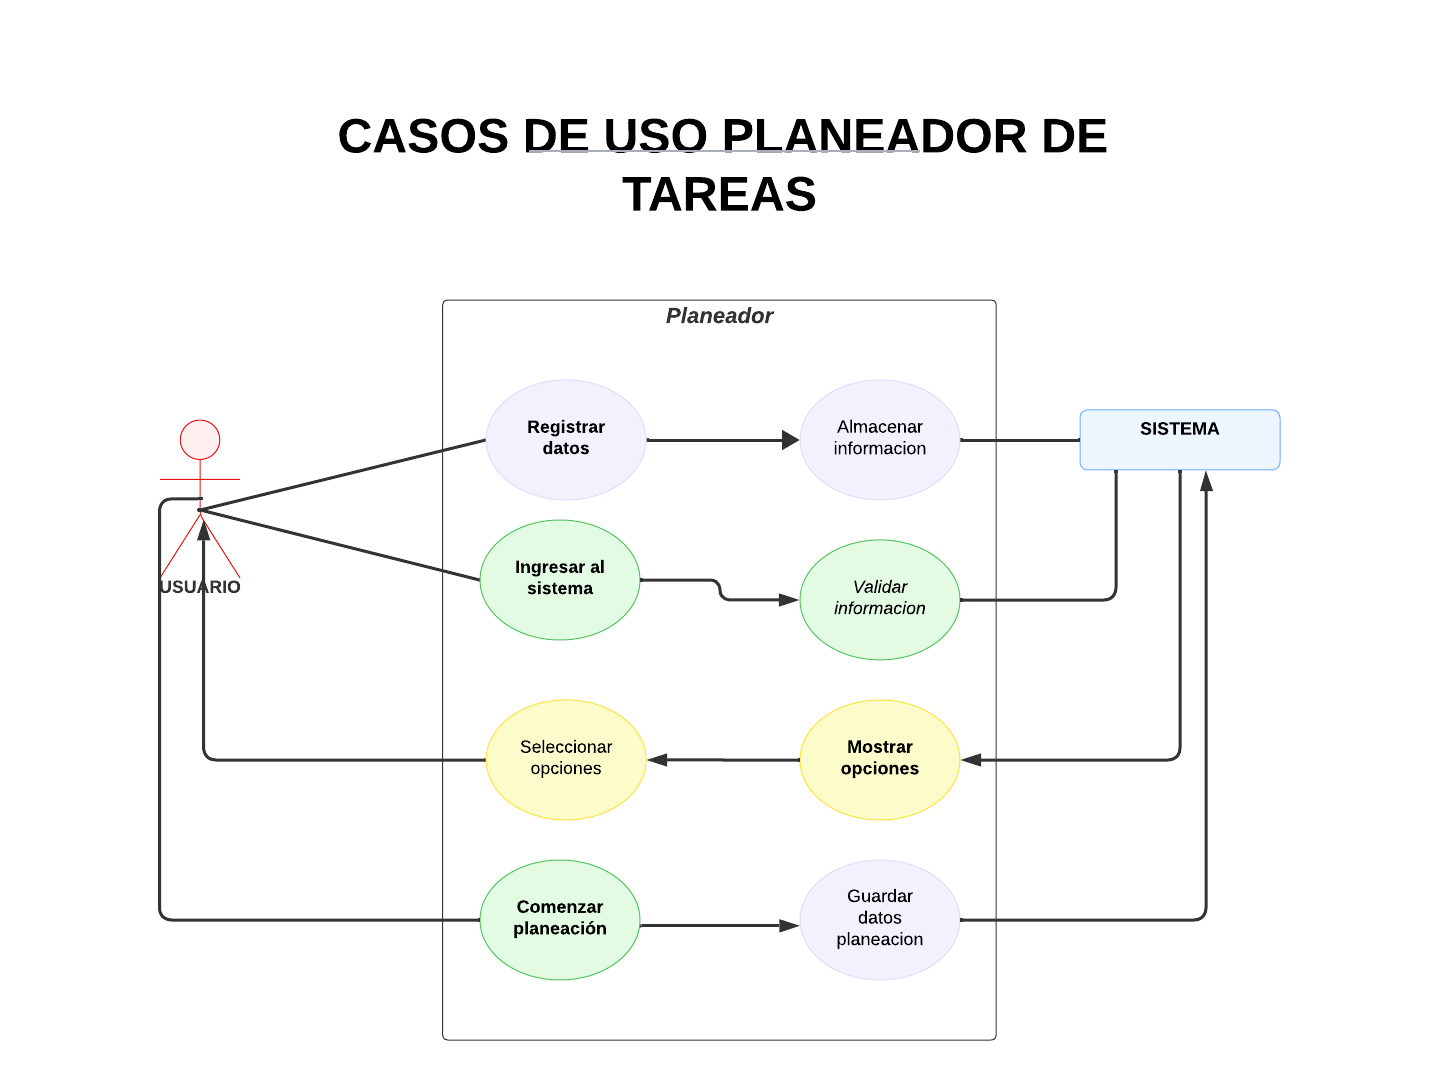 CASOS DE USO PLANEADOR DE
TAREAS
Planeador
Registrar
datos
Almacenar
informacion
SISTEMA
USUARIO
Ingresar al
sistema
Validar
informacion
Seleccionar
opciones
Mostrar
opciones
Comenzar
planeación
Guardar
datos
planeacion